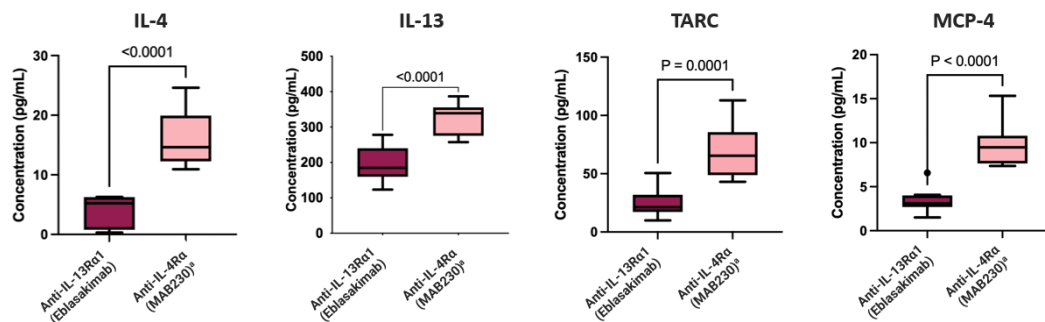 IL-4
<0.0001
Concentration (pg/mL)
30
20
10
0
Anti-IL-13Rα1
(Eblasakimab)
Anti-IL-4Rα
(MAB230)ᵃ
IL-13
<0.0001
Concentration (pg/mL)
500
400
300
200
100
0
Anti-IL-13Rα1
(Eblasakimab)
Anti-IL-4Rα
(MAB230)ᵃ
TARC
P = 0.0001
Concentration (pg/mL)
150
100
50
0
Anti-IL-13Rα1
(Eblasakimab)
Anti-IL-4Rα
(MAB230)ᵃ
MCP-4
P < 0.0001
Concentration (pg/mL)
20
15
10
5
0
Anti-IL-13Rα1
(Eblasakimab)
Anti-IL-4Rα
(MAB230)ᵃ